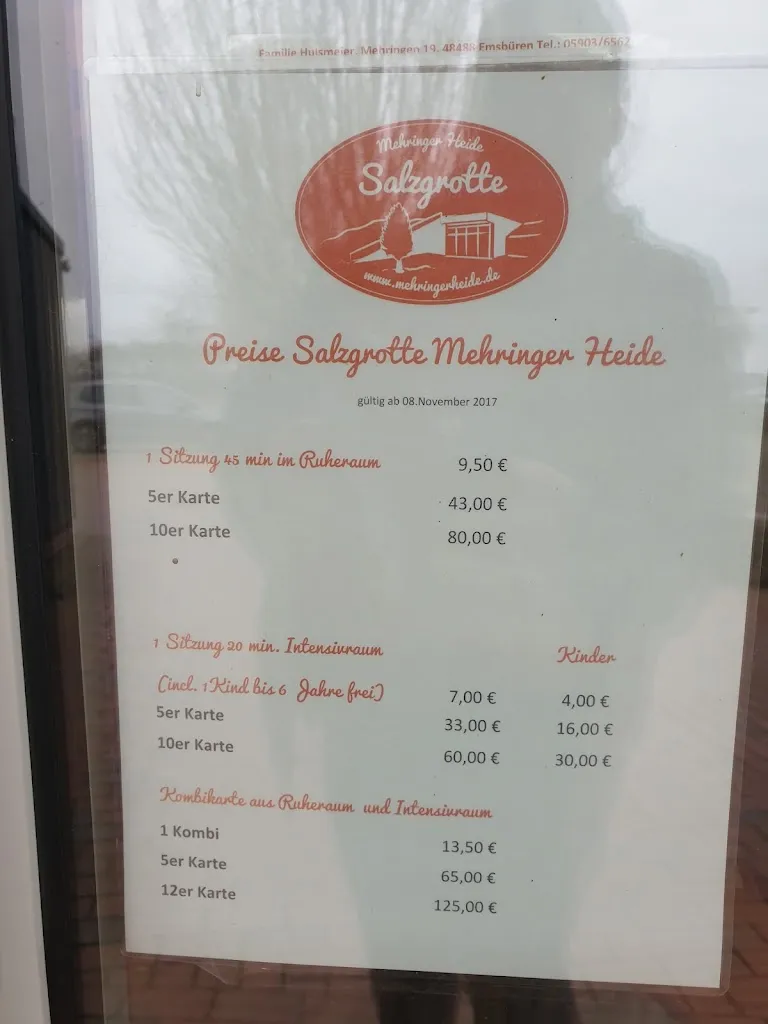 Familie Huismeier, Mehringen 19, 48488 Emsbüren Tel.: 05903/6562
Mehringer Heide
Salzgrotte
www.mehringerheide.de
Preise Salzgrotte Mehringer Heide
gültig ab 08.November 2017
1 Sitzung 45 min im Ruheraum 9,50 €
5er Karte 43,00 €
10er Karte 80,00 €
1 Sitzung 20 min. Intensivraum Kinder
(incl. 1 Kind bis 6 Jahre frei) 7,00 € 4,00 €
5er Karte 33,00 € 16,00 €
10er Karte 60,00 € 30,00 €
Kombikarte aus Ruheraum und Intensivraum
1 Kombi 13,50 €
5er Karte 65,00 €
12er Karte 125,00 €